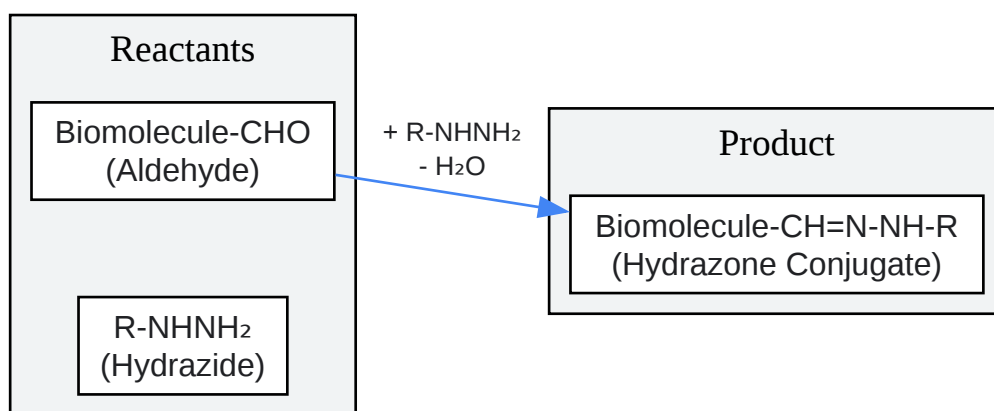 Reactants
Biomolecule-CHO
(Aldehyde)
R-NHNH₂
(Hydrazide)
+ R-NHNH₂
- H₂O
Product
Biomolecule-CH=N-NH-R
(Hydrazone Conjugate)